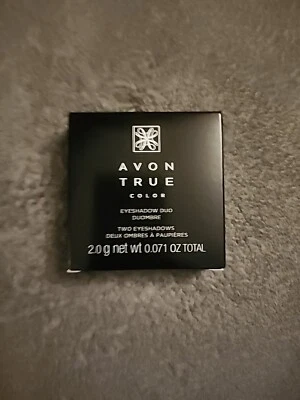 AVON
TRUE
COLOR
EYESHADOW DUO
DUOMBRE
TWO EYESHADOWS
DEUX OMBRES À PAUPIÈRES
2.0 g net wt 0.071 OZ TOTAL